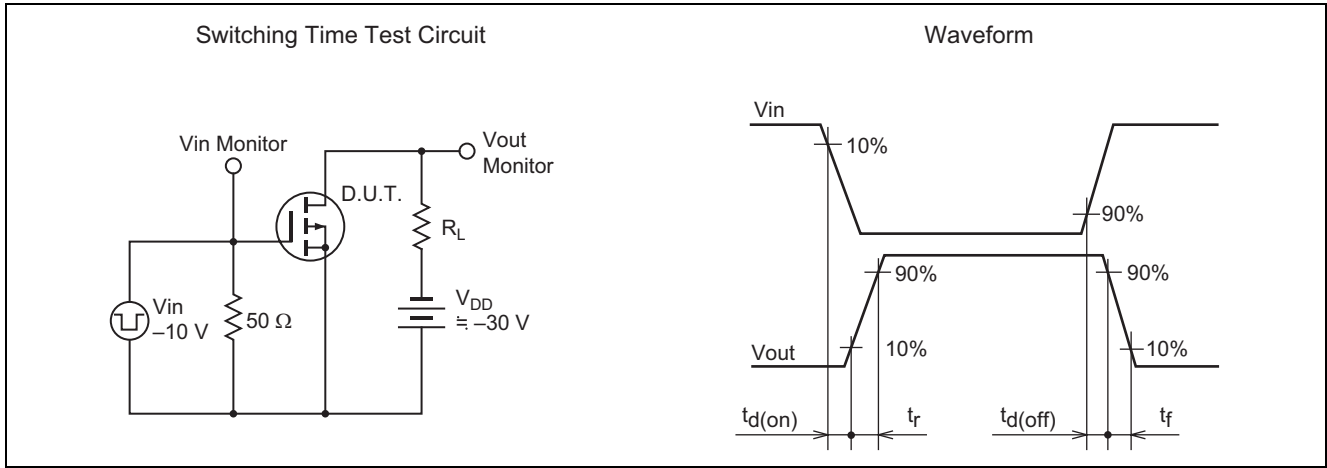 Switching Time Test Circuit
Vin Monitor
D.U.T.
Vout
Monitor
RL
Vin
–10 V
50 Ω
VDD
≒ –30 V
Waveform
Vin
10%
90%
90%
90%
Vout
10%
10%
td(on)
tr
td(off)
tf